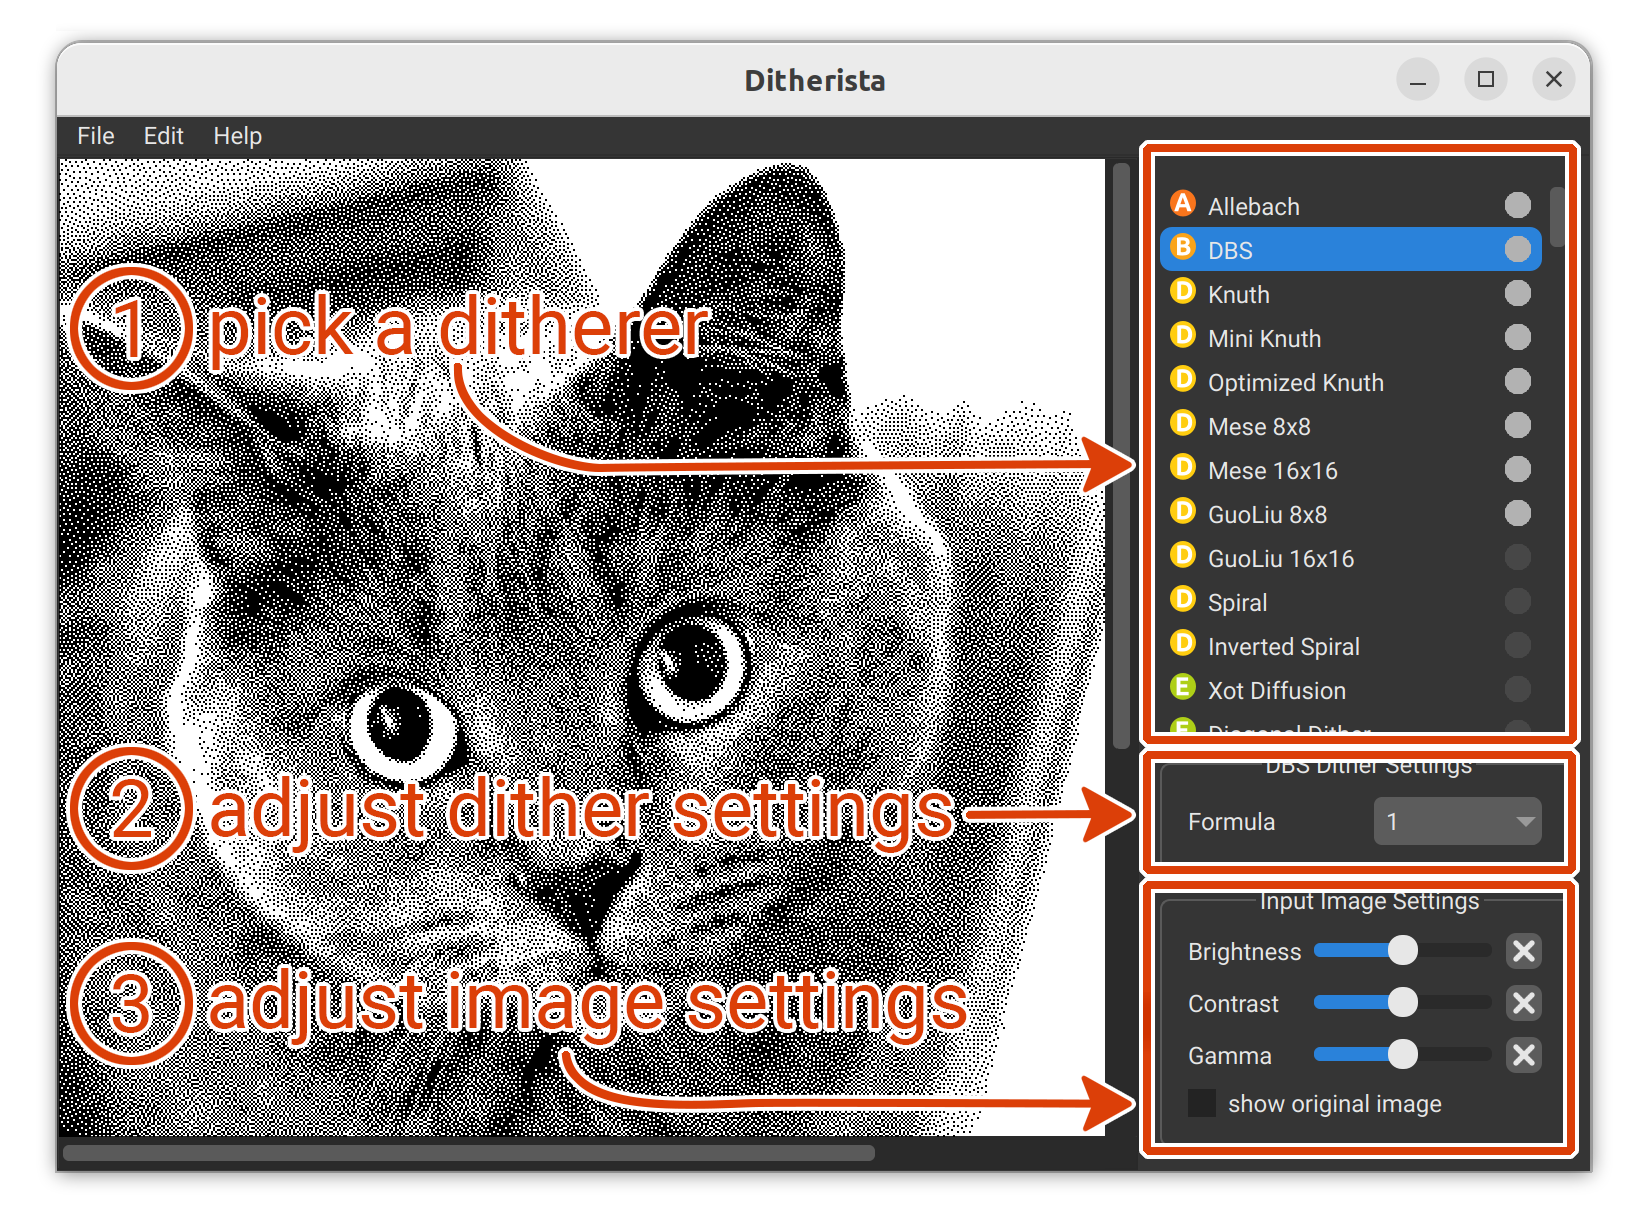 Ditherista
File Edit Help
A Allebach
B DBS
D Knuth
D Mini Knuth
D Optimized Knuth
D Mese 8x8
D Mese 16x16
D GuoLiu 8x8
D GuoLiu 16x16
D Spiral
D Inverted Spiral
E Xot Diffusion
E Diagonal Dither
DBS Dither Settings
Formula 1
Input Image Settings
Brightness
Contrast
Gamma
show original image
1 pick a ditherer
2 adjust dither settings
3 adjust image settings